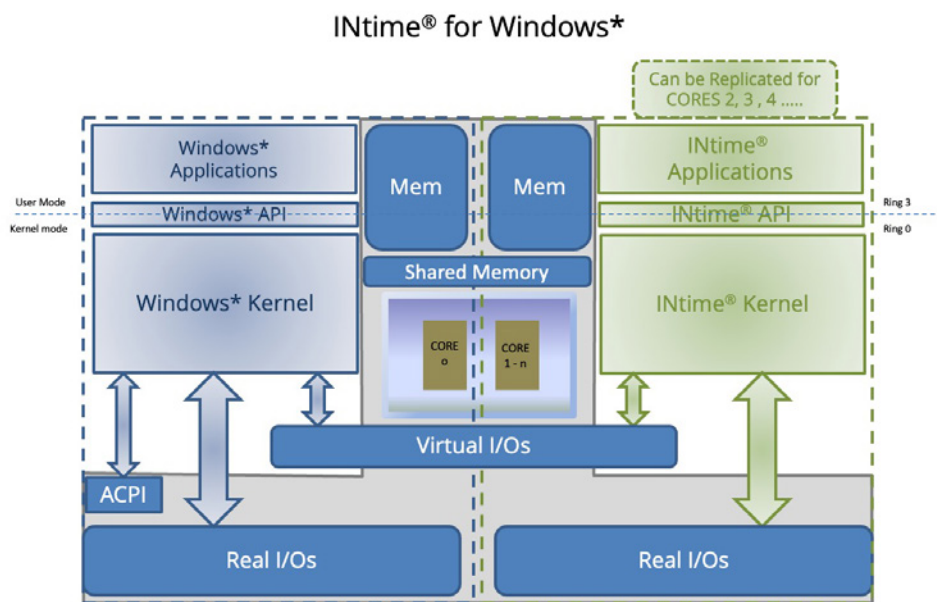 INtime® for Windows*
Can be Replicated for
CORES 2, 3 , 4 .....
Windows*
Applications
Mem
Mem
INtime®
Applications
User Mode
Ring 3
Windows* API
INtime® API
Kernel mode
Ring 0
Shared Memory
Windows* Kernel
INtime® Kernel
CORE
0
CORE
1 - n
Virtual I/Os
ACPI
Real I/Os
Real I/Os